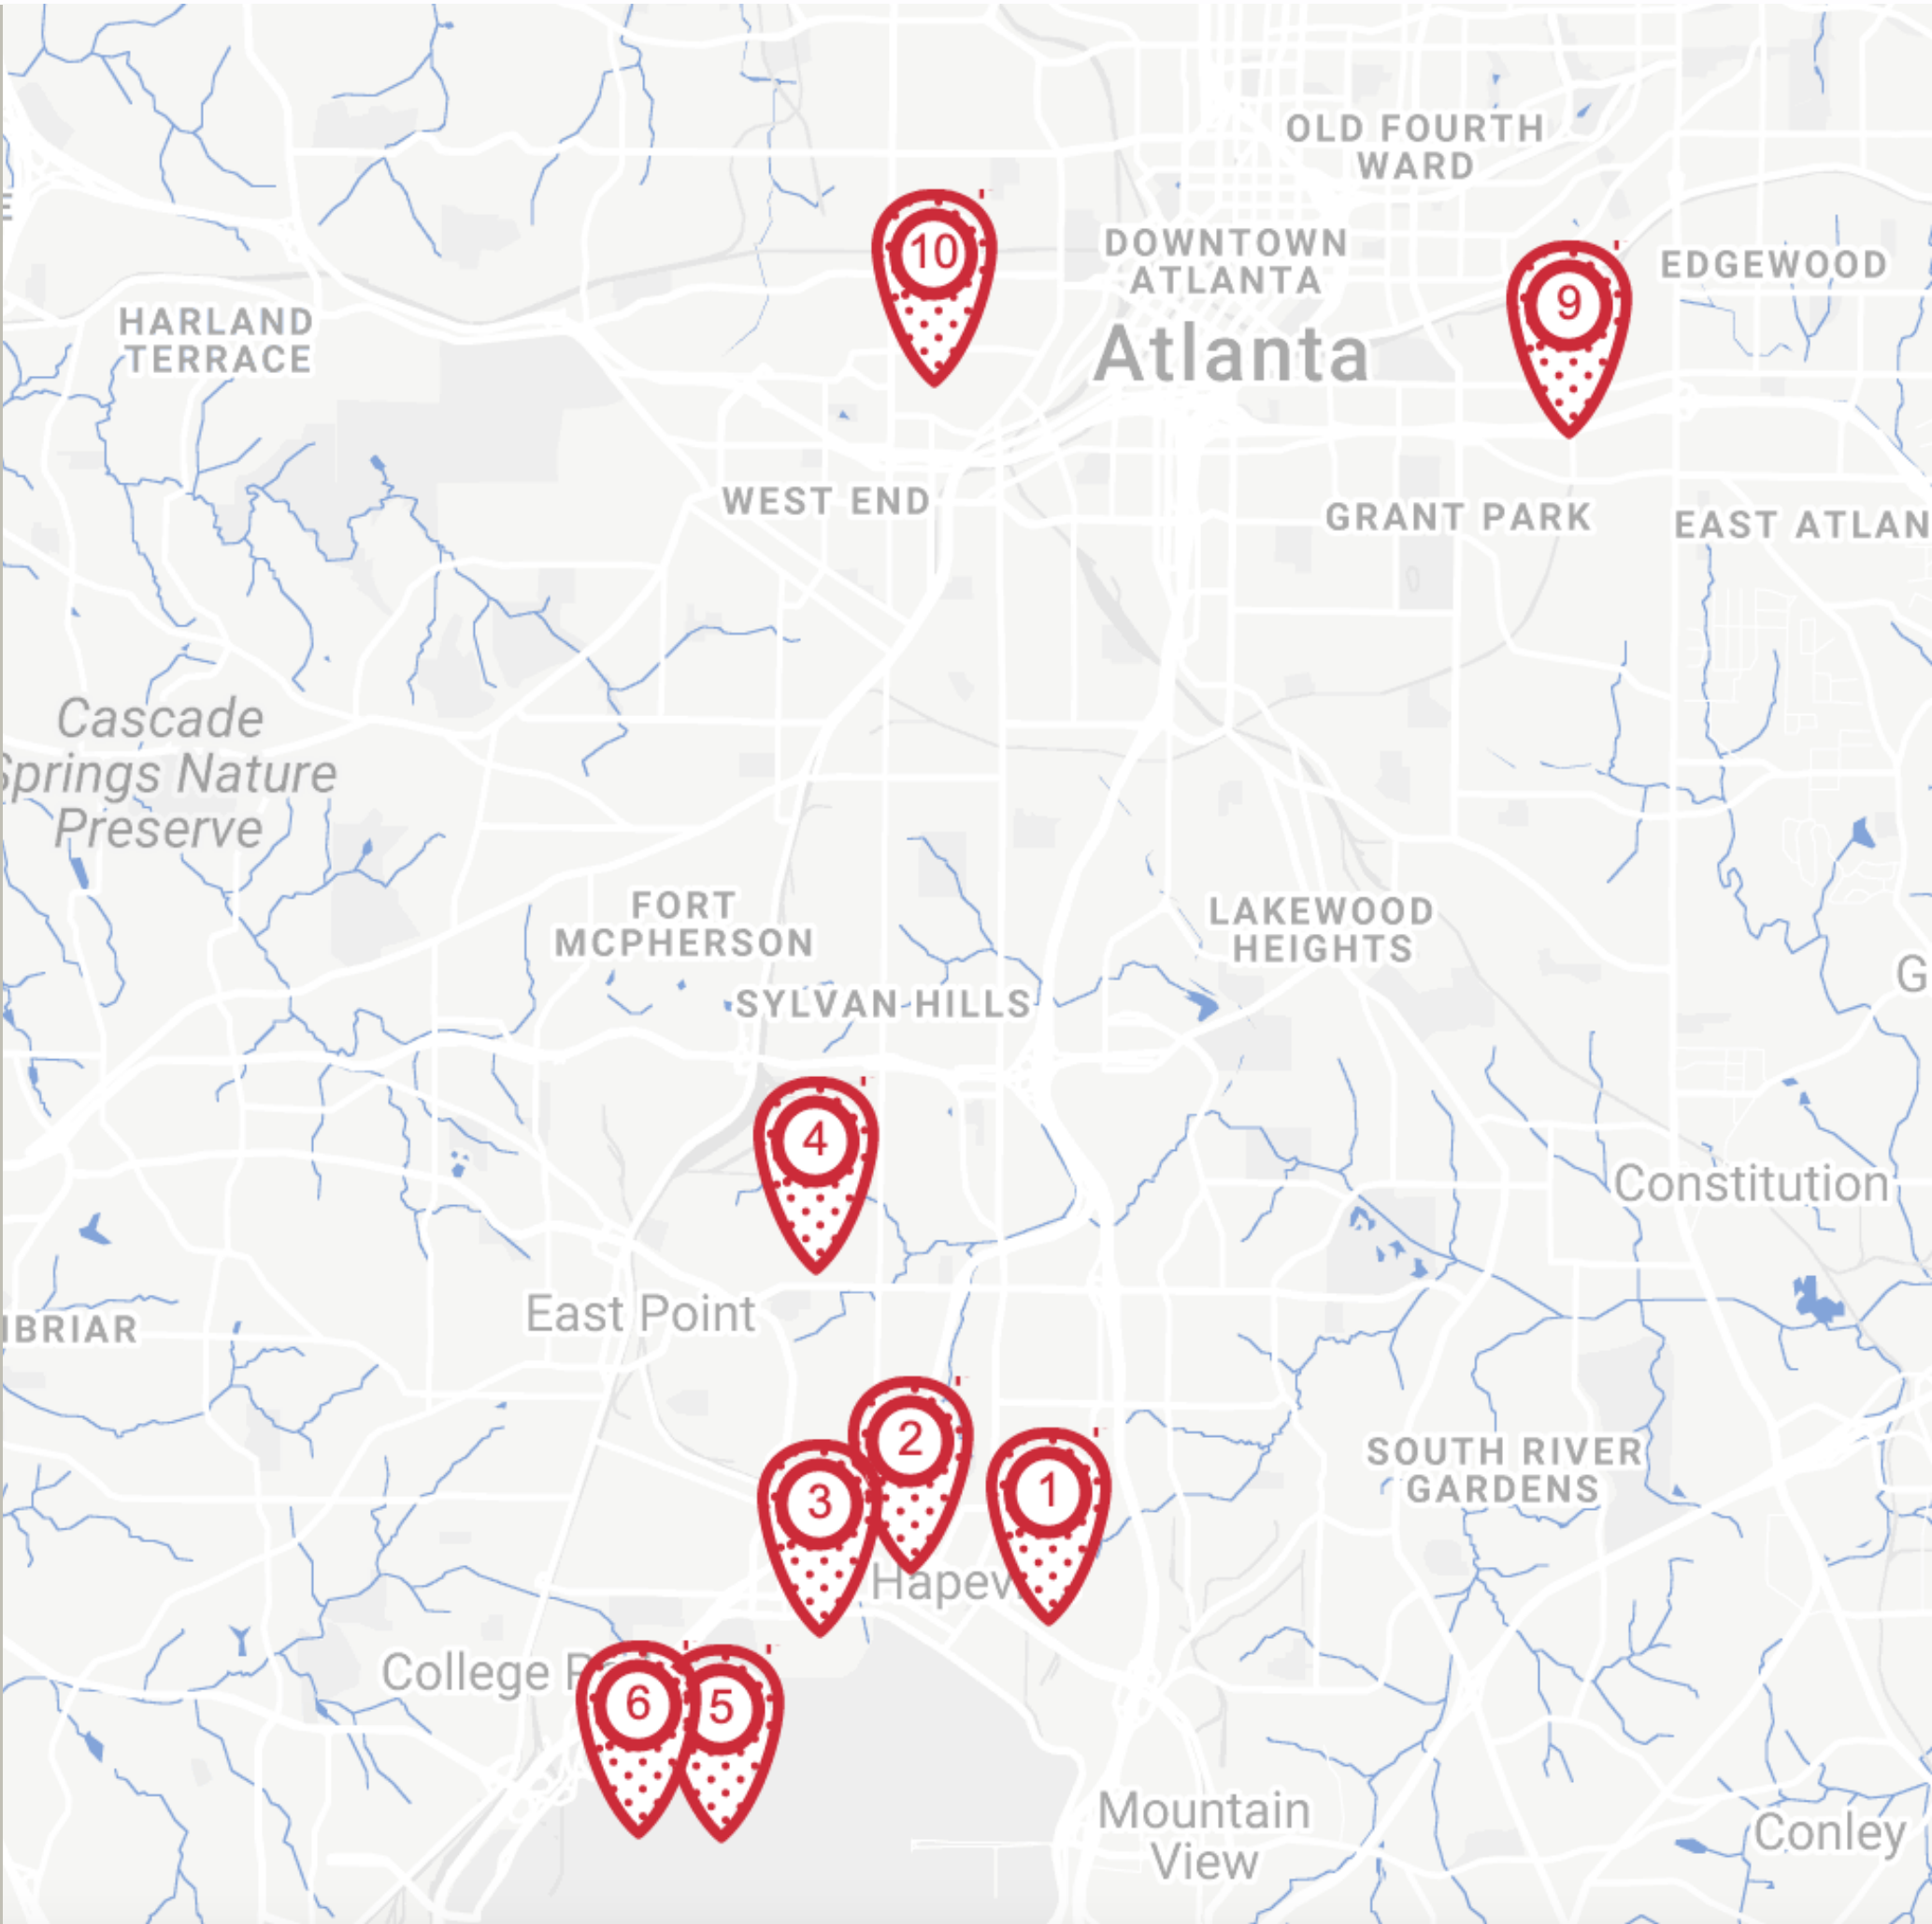 OLD FOURTH
WARD
10
DOWNTOWN
ATLANTA
9
EDGEWOOD
HARLAND
TERRACE
Atlanta
WEST END
GRANT PARK
EAST ATLAN
Cascade
Springs Nature
Preserve
FORT
MCPHERSON
LAKEWOOD
HEIGHTS
G
SYLVAN HILLS
4
Constitution
East Point
IBRIAR
2
1
3
SOUTH RIVER
GARDENS
Hapev
College
6
5
Mountain
View
Conley